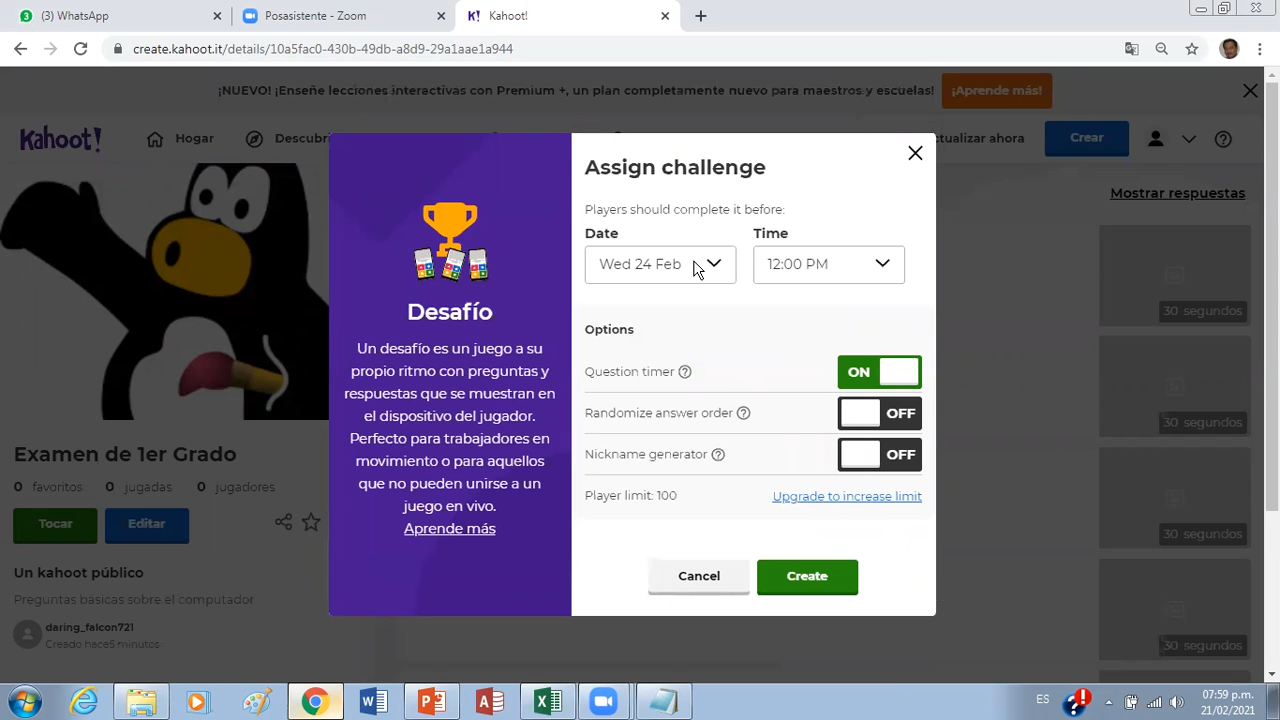 (3) WhatsApp
Posasistente - Zoom
Kahoot!
create.kahoot.it/details/10a5fac0-430b-49db-a8d9-29a1aae1a944
¡NUEVO! ¡Enseñe lecciones interactivas con Premium +, un plan completamente nuevo para maestros y escuelas!
¡Aprende más!
Kahoot!
Hogar
Descubri
ctualizar ahora
Crear
Mostrar respuestas
Assign challenge
Players should complete it before:
Date
Time
Wed 24 Feb
12:00 PM
Desafío
Un desafío es un juego a su
propio ritmo con preguntas y
respuestas que se muestran en
el dispositivo del jugador.
Perfecto para trabajadores en
movimiento o para aquellos
que no pueden unirse a un
juego en vivo.
Aprende más
Options
Question timer
ON
Randomize answer order
OFF
Nickname generator
OFF
Player limit: 100
Upgrade to increase limit
Cancel
Create
30 segundos
30 segundos
30 segundos
30 segundos
Examen de 1er Grado
0 favoritos 0 jugadas 0 jugadores
Tocar
Editar
Un kahoot público
Preguntas básicas sobre el computador
daring_falcon721
Creado hace5 minutos
ES
07:59 p.m.
21/02/2021